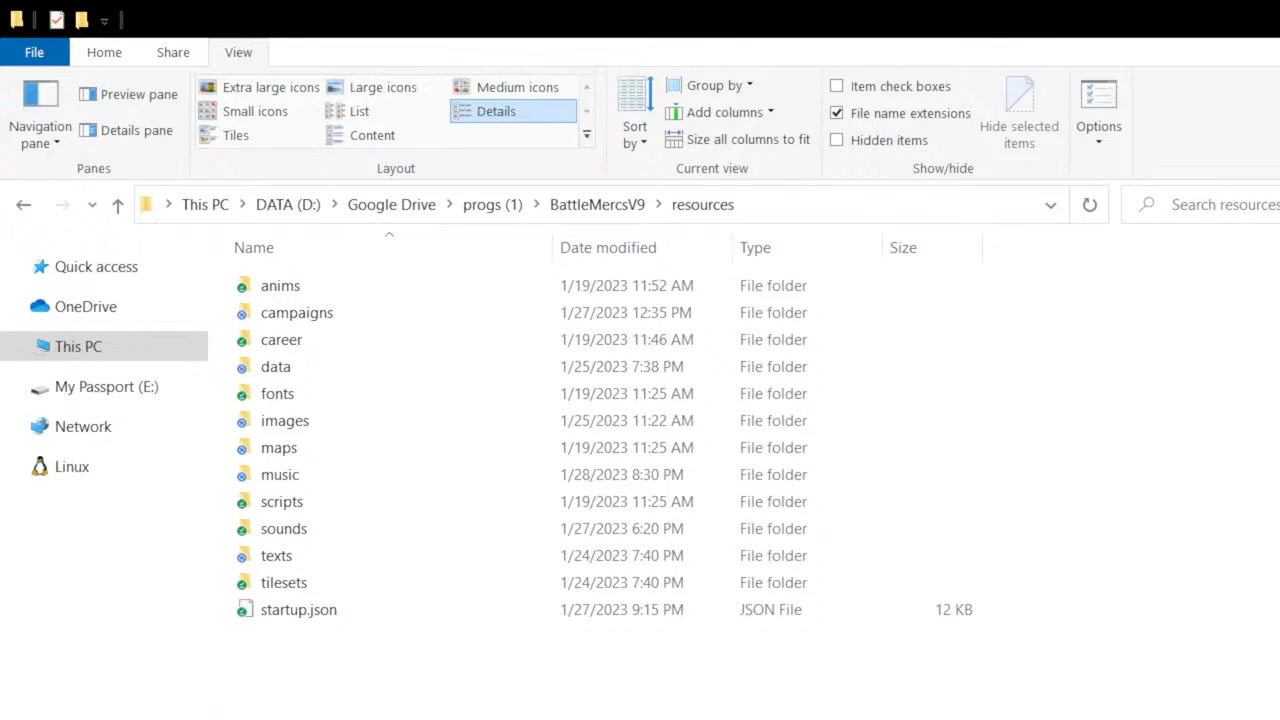 File Home Share View
Extra large icons Large icons Medium icons
Small icons List Details
Tiles Content
Navigation pane
Preview pane
Details pane
Sort by
Group by
Add columns
Size all columns to fit
Item check boxes
File name extensions
Hidden items
Hide selected items
Options
Panes Layout Current view Show/hide
This PC DATA (D:) Google Drive progs (1) BattleMercsV9 resources
Search resources
Quick access
OneDrive
This PC
My Passport (E:)
Network
Linux
Name Date modified Type Size
anims 1/19/2023 11:52 AM File folder
campaigns 1/27/2023 12:35 PM File folder
career 1/19/2023 11:46 AM File folder
data 1/25/2023 7:38 PM File folder
fonts 1/19/2023 11:25 AM File folder
images 1/25/2023 11:22 AM File folder
maps 1/19/2023 11:25 AM File folder
music 1/28/2023 8:30 PM File folder
scripts 1/19/2023 11:25 AM File folder
sounds 1/27/2023 6:20 PM File folder
texts 1/24/2023 7:40 PM File folder
tilesets 1/24/2023 7:40 PM File folder
startup.json 1/27/2023 9:15 PM JSON File 12 KB